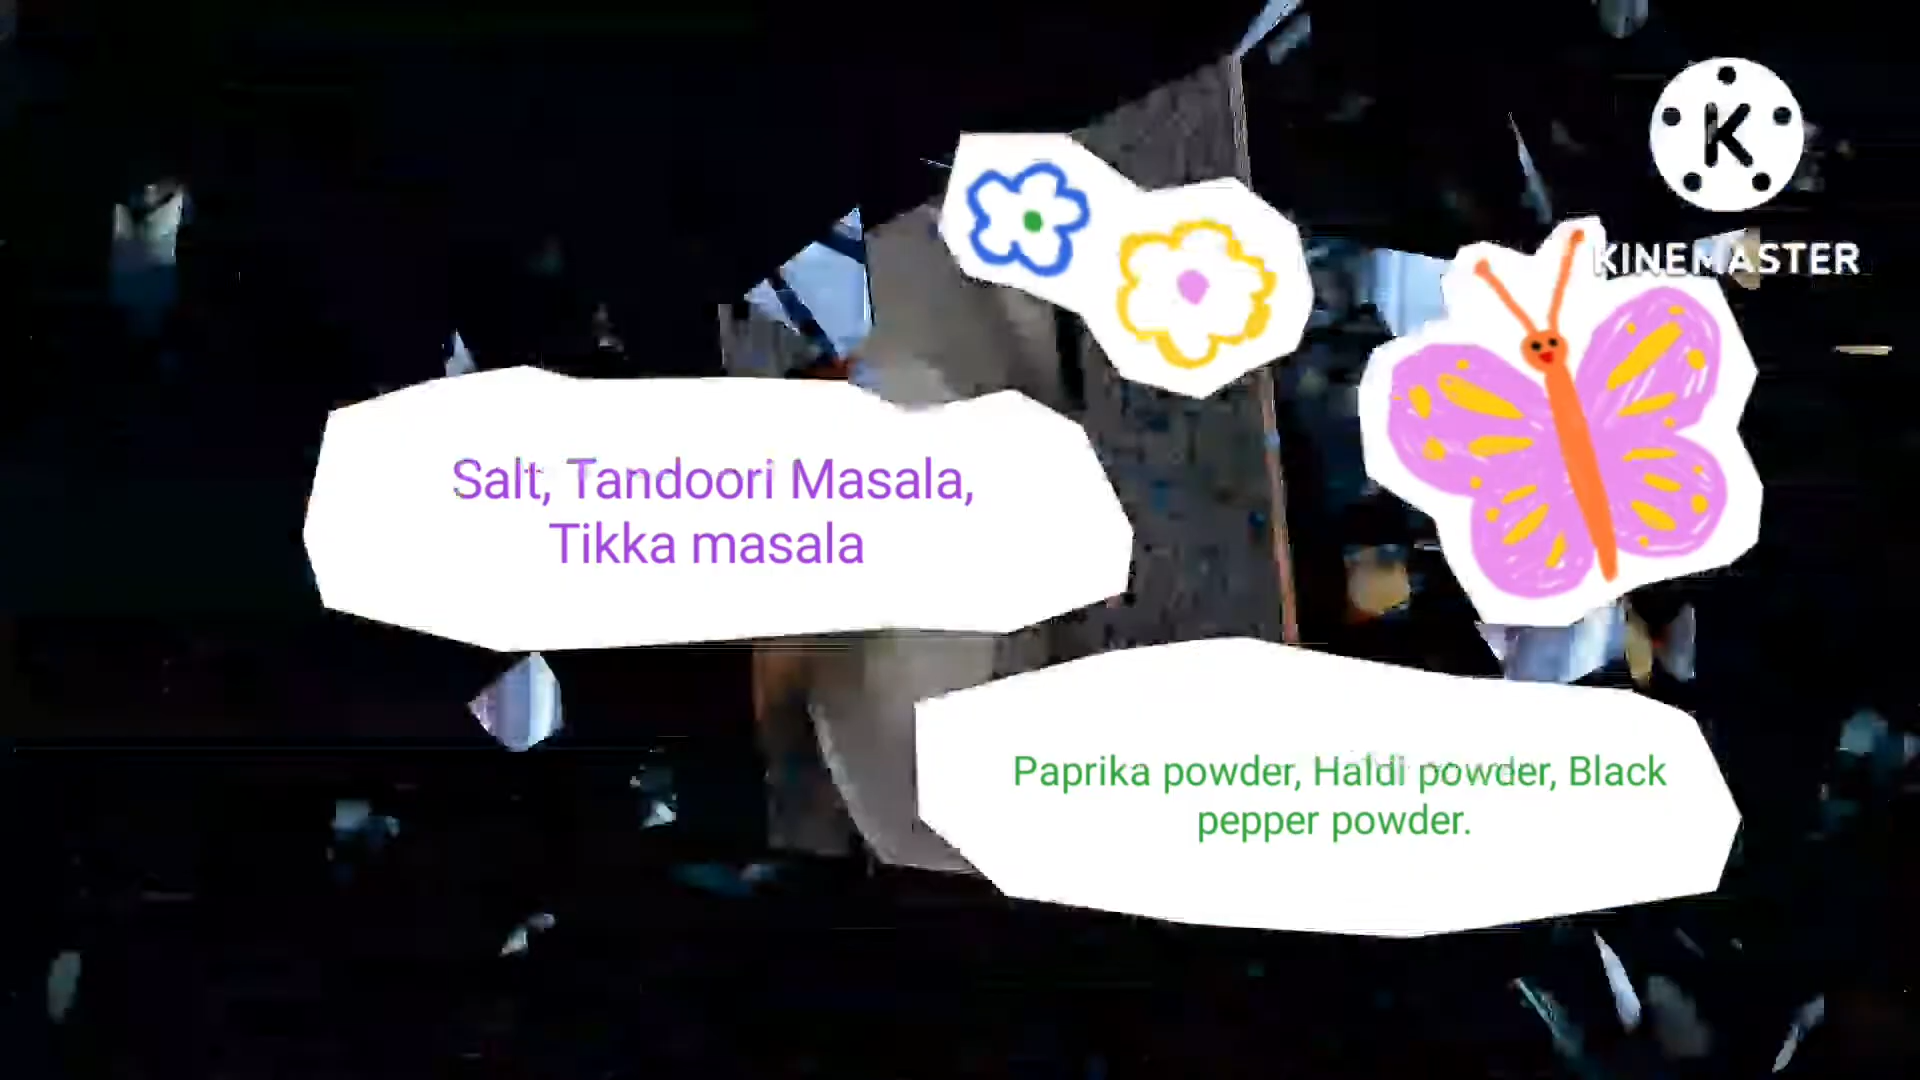 K
KINEMASTER
Salt, Tandoori Masala,
Tikka masala
Paprika powder, Haldi powder, Black
pepper powder.